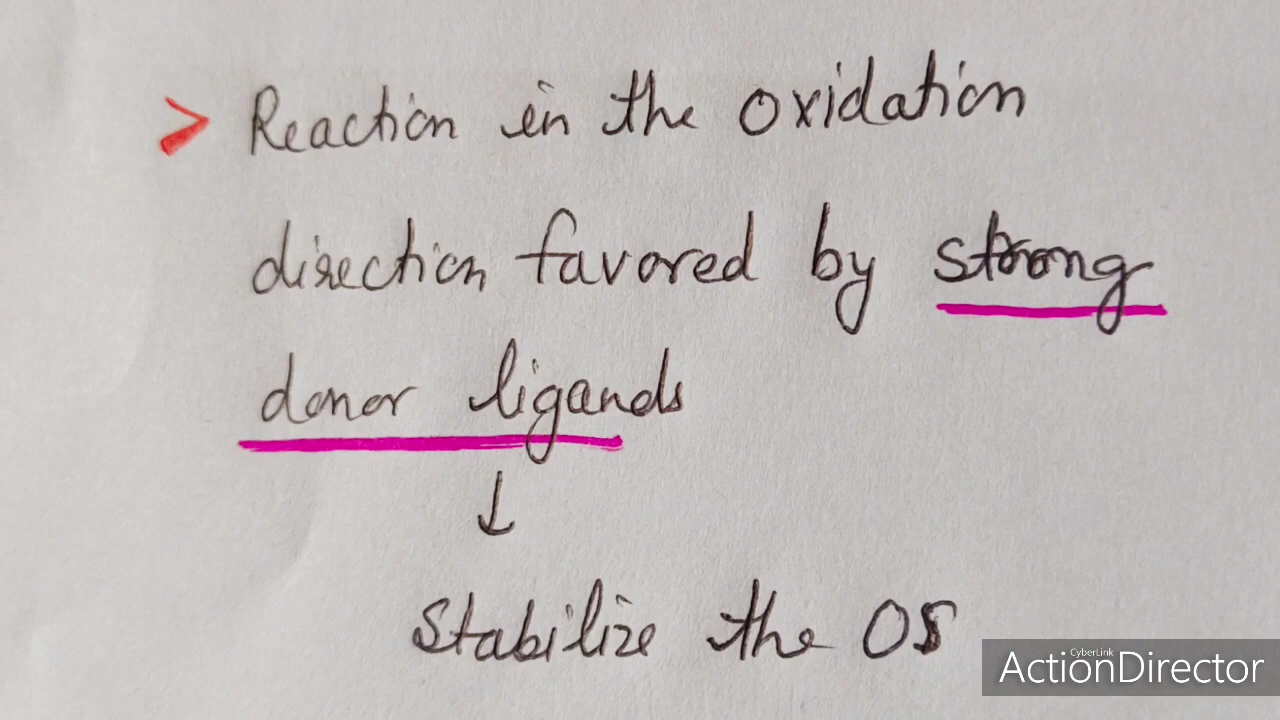 > Reaction in the oxidation
direction favored by strong
donor ligands
↓
Stabilize the OS
CyberLink
ActionDirector